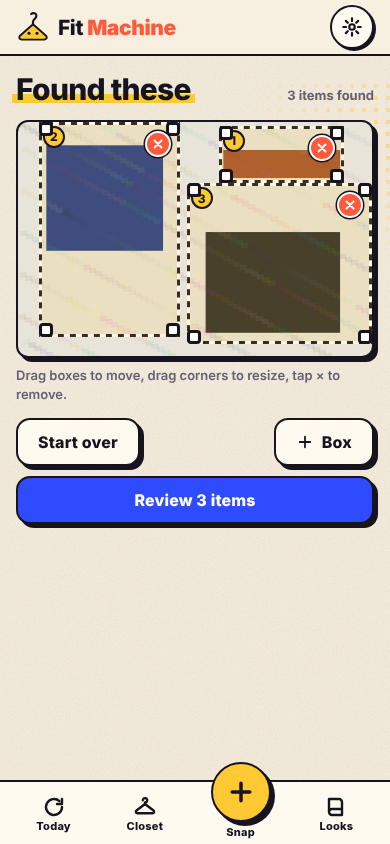 Fit Machine
Found these
3 items found
2
1
3
Drag boxes to move, drag corners to resize, tap × to
remove.
Start over
+ Box
Review 3 items
Today
Closet
Snap
Looks